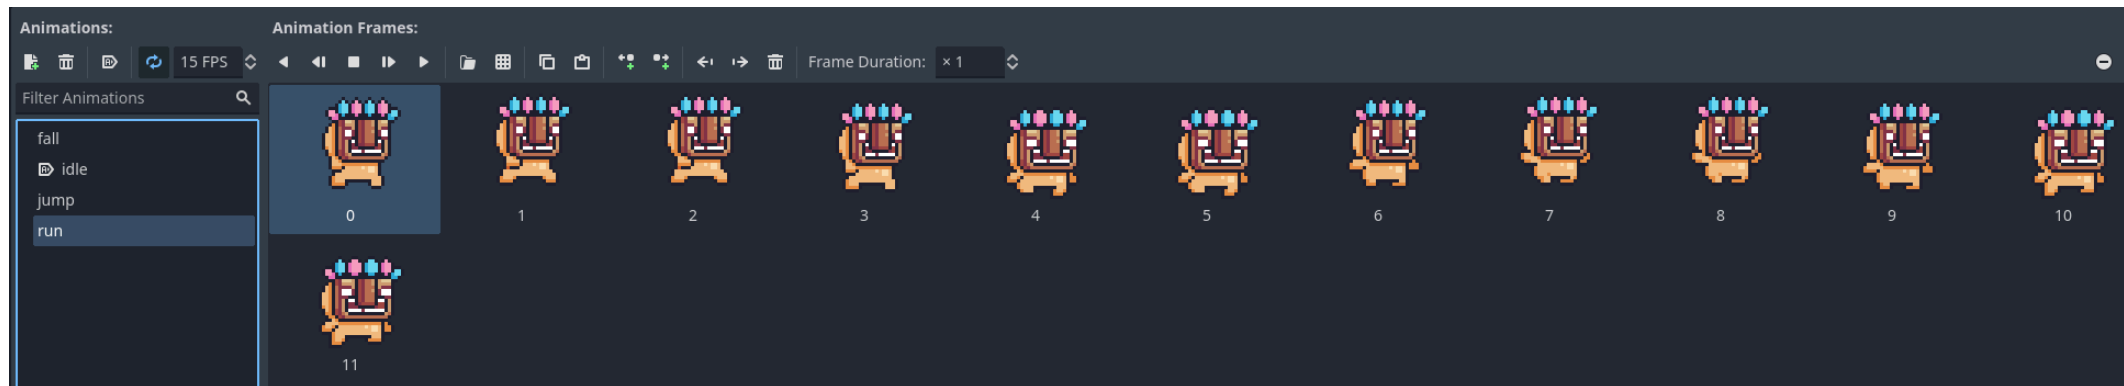 Animations:
Animation Frames:
15 FPS
Frame Duration:
× 1
Filter Animations
fall
idle
jump
run
0
1
2
3
4
5
6
7
8
9
10
11